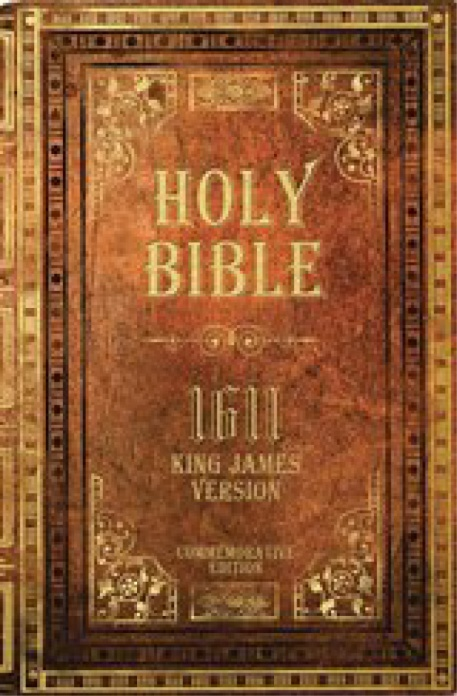 HOLY
BIBLE
1611
KING JAMES
VERSION
COMMEMORATIVE
EDITION